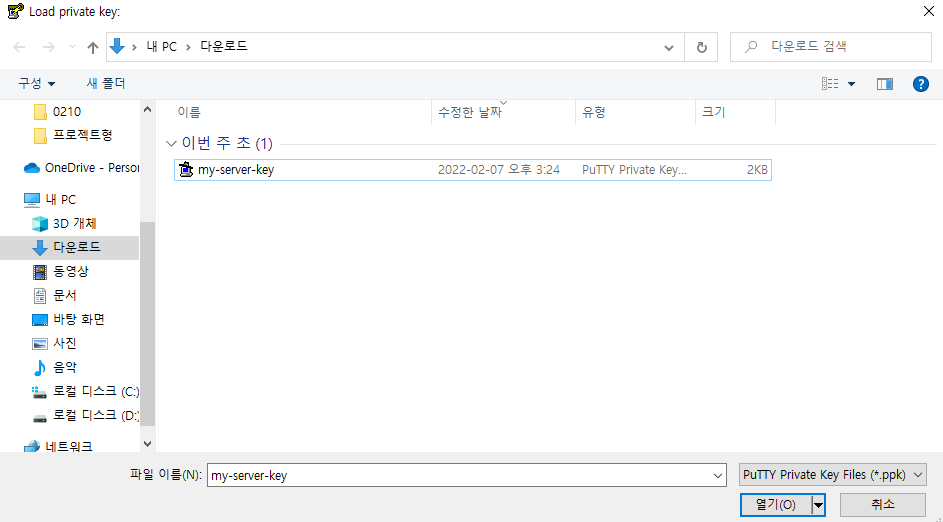 Load private key:
내 PC › 다운로드
다운로드 검색
구성 새 폴더
이름 수정한 날짜 유형 크기
0210
프로젝트형
OneDrive - Person
내 PC
3D 개체
다운로드
동영상
문서
바탕 화면
사진
음악
로컬 디스크 (C:)
로컬 디스크 (D:)
네트워크
이번 주 초 (1)
my-server-key 2022-02-07 오후 3:24 PuTTY Private Key... 2KB
파일 이름(N): my-server-key PuTTY Private Key Files (*.ppk)
열기(O) 취소